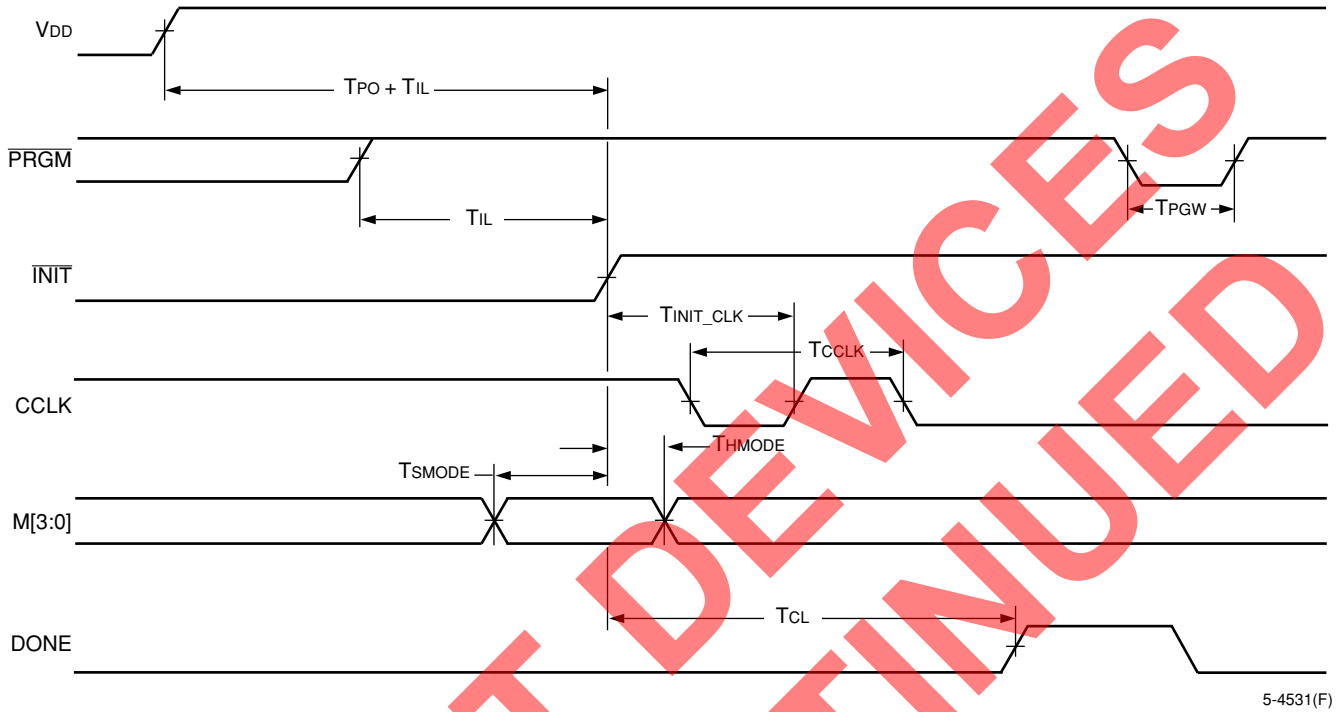 VDD
TPO + TIL
PRGM
TIL
TPGW
INIT
TINIT_CLK
TCCLK
CCLK
THMODE
TSMODE
M[3:0]
TCL
DONE
5-4531(F)
T DEVICES
TINUED